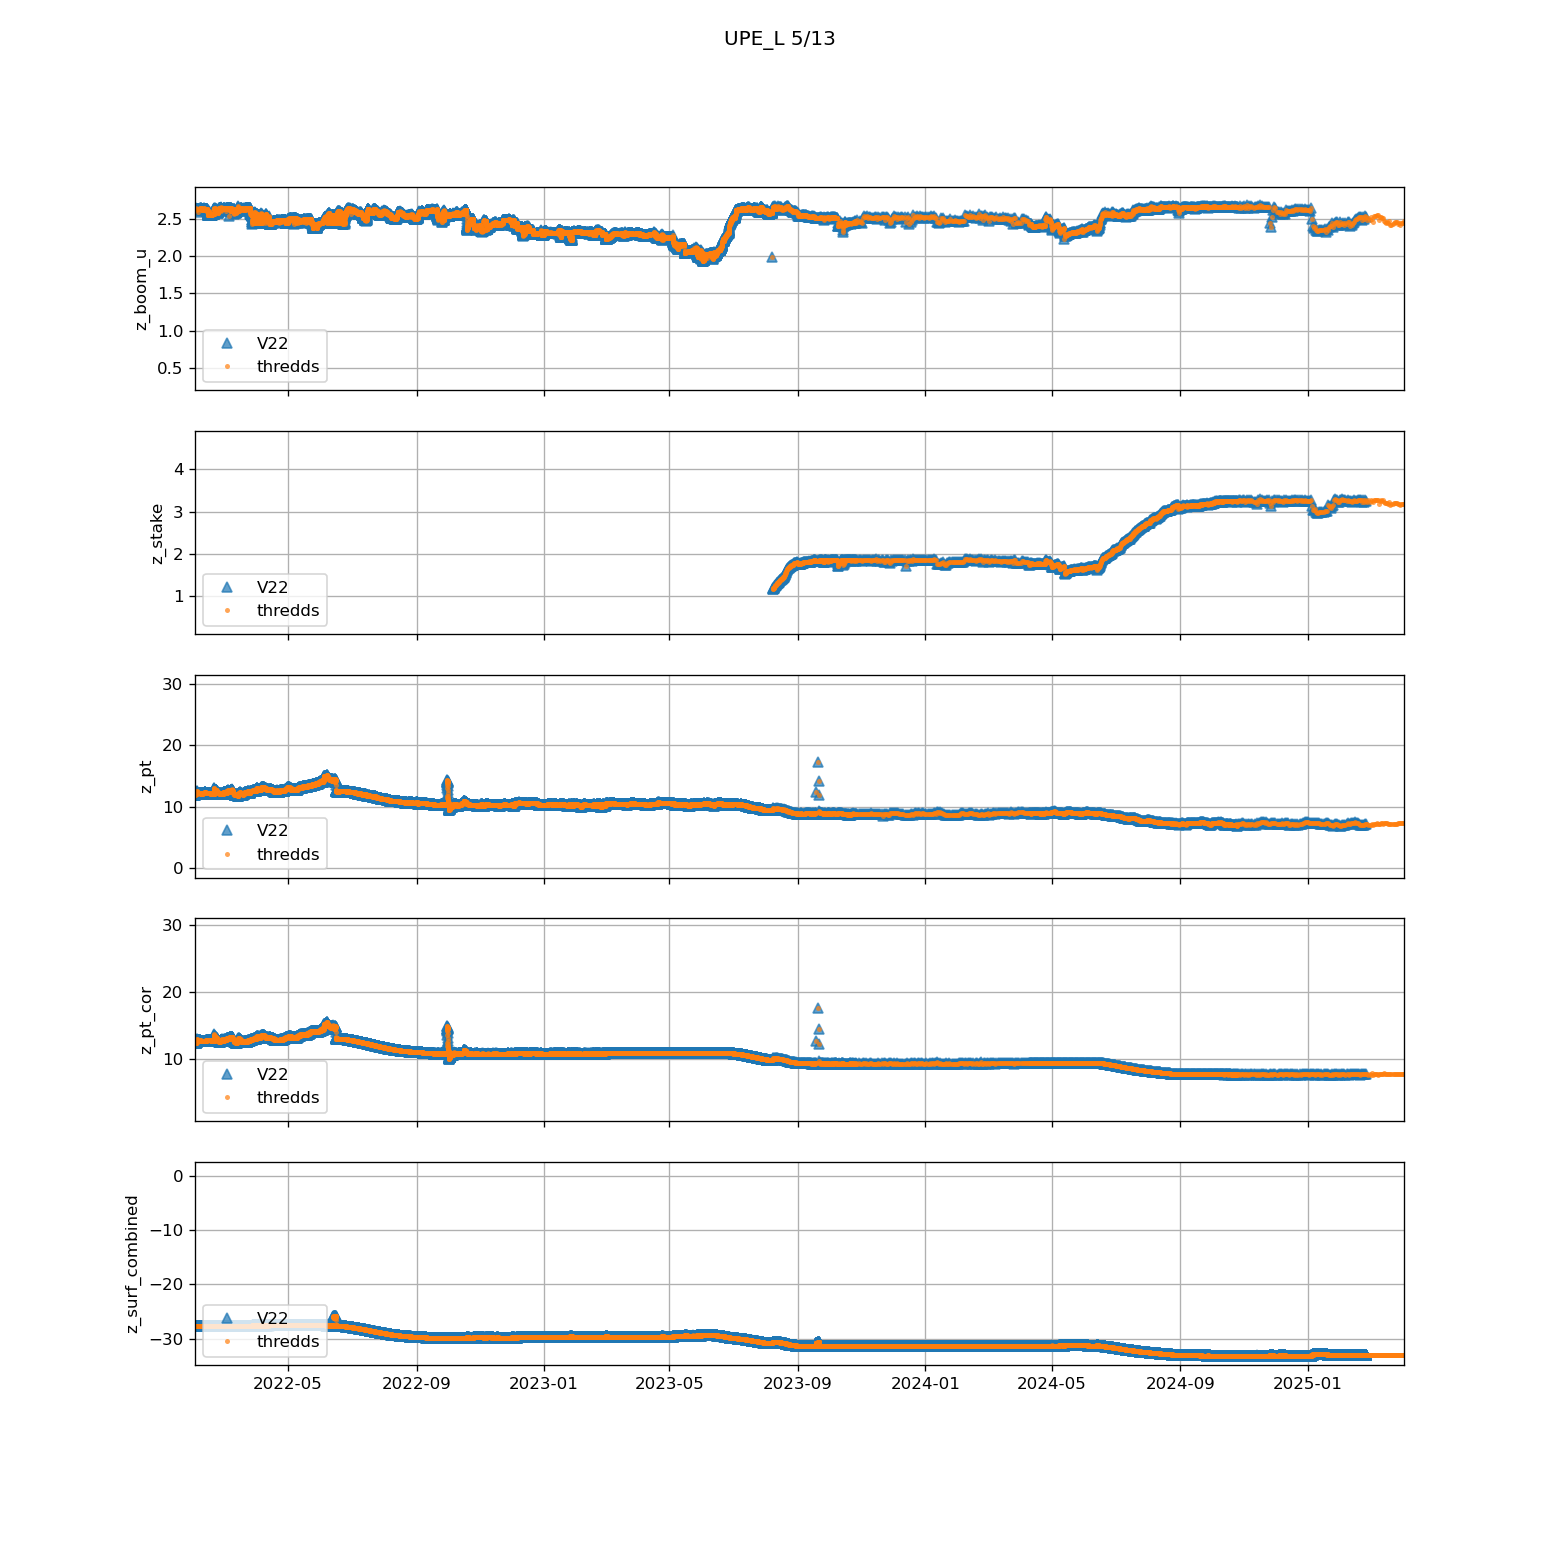 UPE_L 5/13
z_boom_u
2.5
2.0
1.5
1.0
0.5
V22
thredds
z_stake
4
3
2
1
V22
thredds
z_pt
30
20
10
0
V22
thredds
z_pt_cor
30
20
10
V22
thredds
z_surf_combined
0
−10
−20
−30
V22
thredds
2022-05 2022-09 2023-01 2023-05 2023-09 2024-01 2024-05 2024-09 2025-01